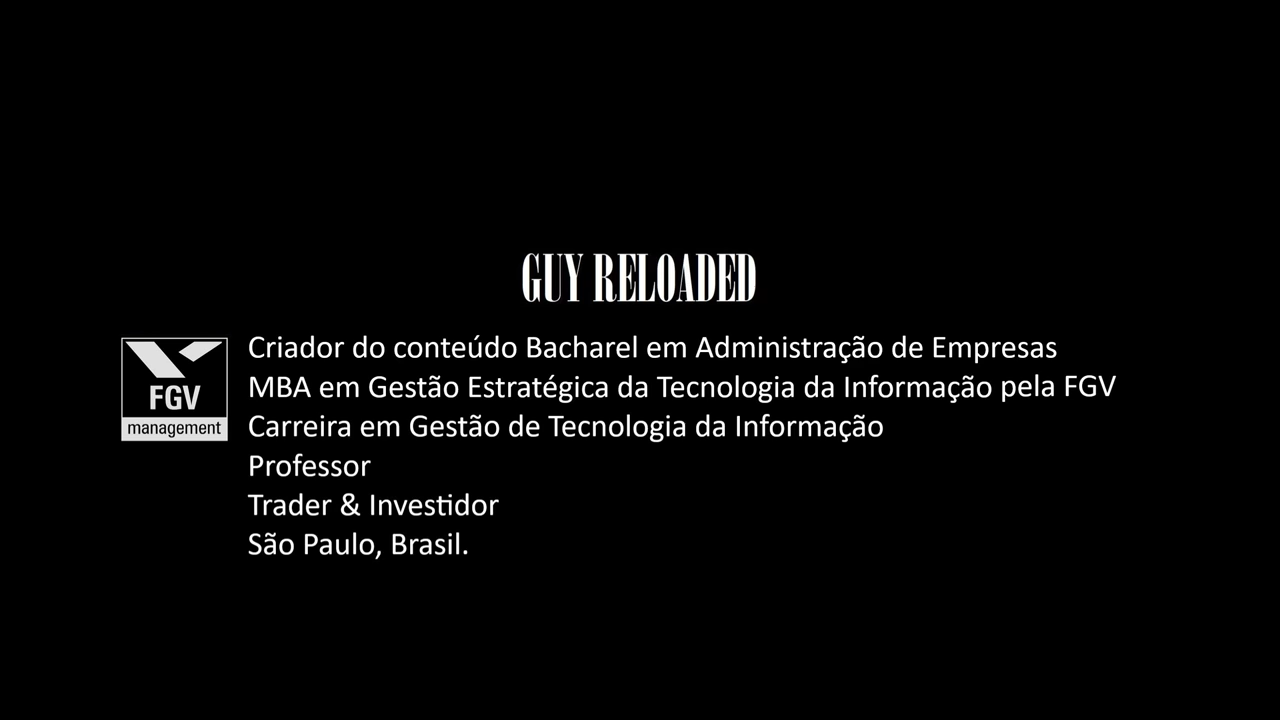 GUY RELOADED
FGV
management
Criador do conteúdo Bacharel em Administração de Empresas
MBA em Gestão Estratégica da Tecnologia da Informação pela FGV
Carreira em Gestão de Tecnologia da Informação
Professor
Trader & Investidor
São Paulo, Brasil.